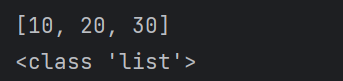 [10, 20, 30]
<class 'list'>